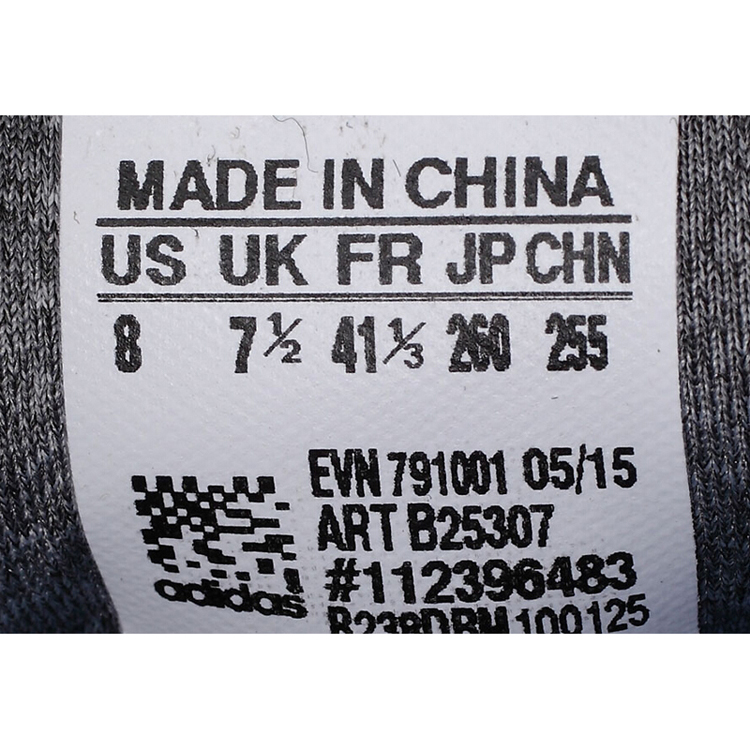 MADE IN CHINA
US UK FR JP CHN
8 7½ 41⅓ 260 255
EVN 791001 05/15
ART B25307
#112396483
adidas
100125